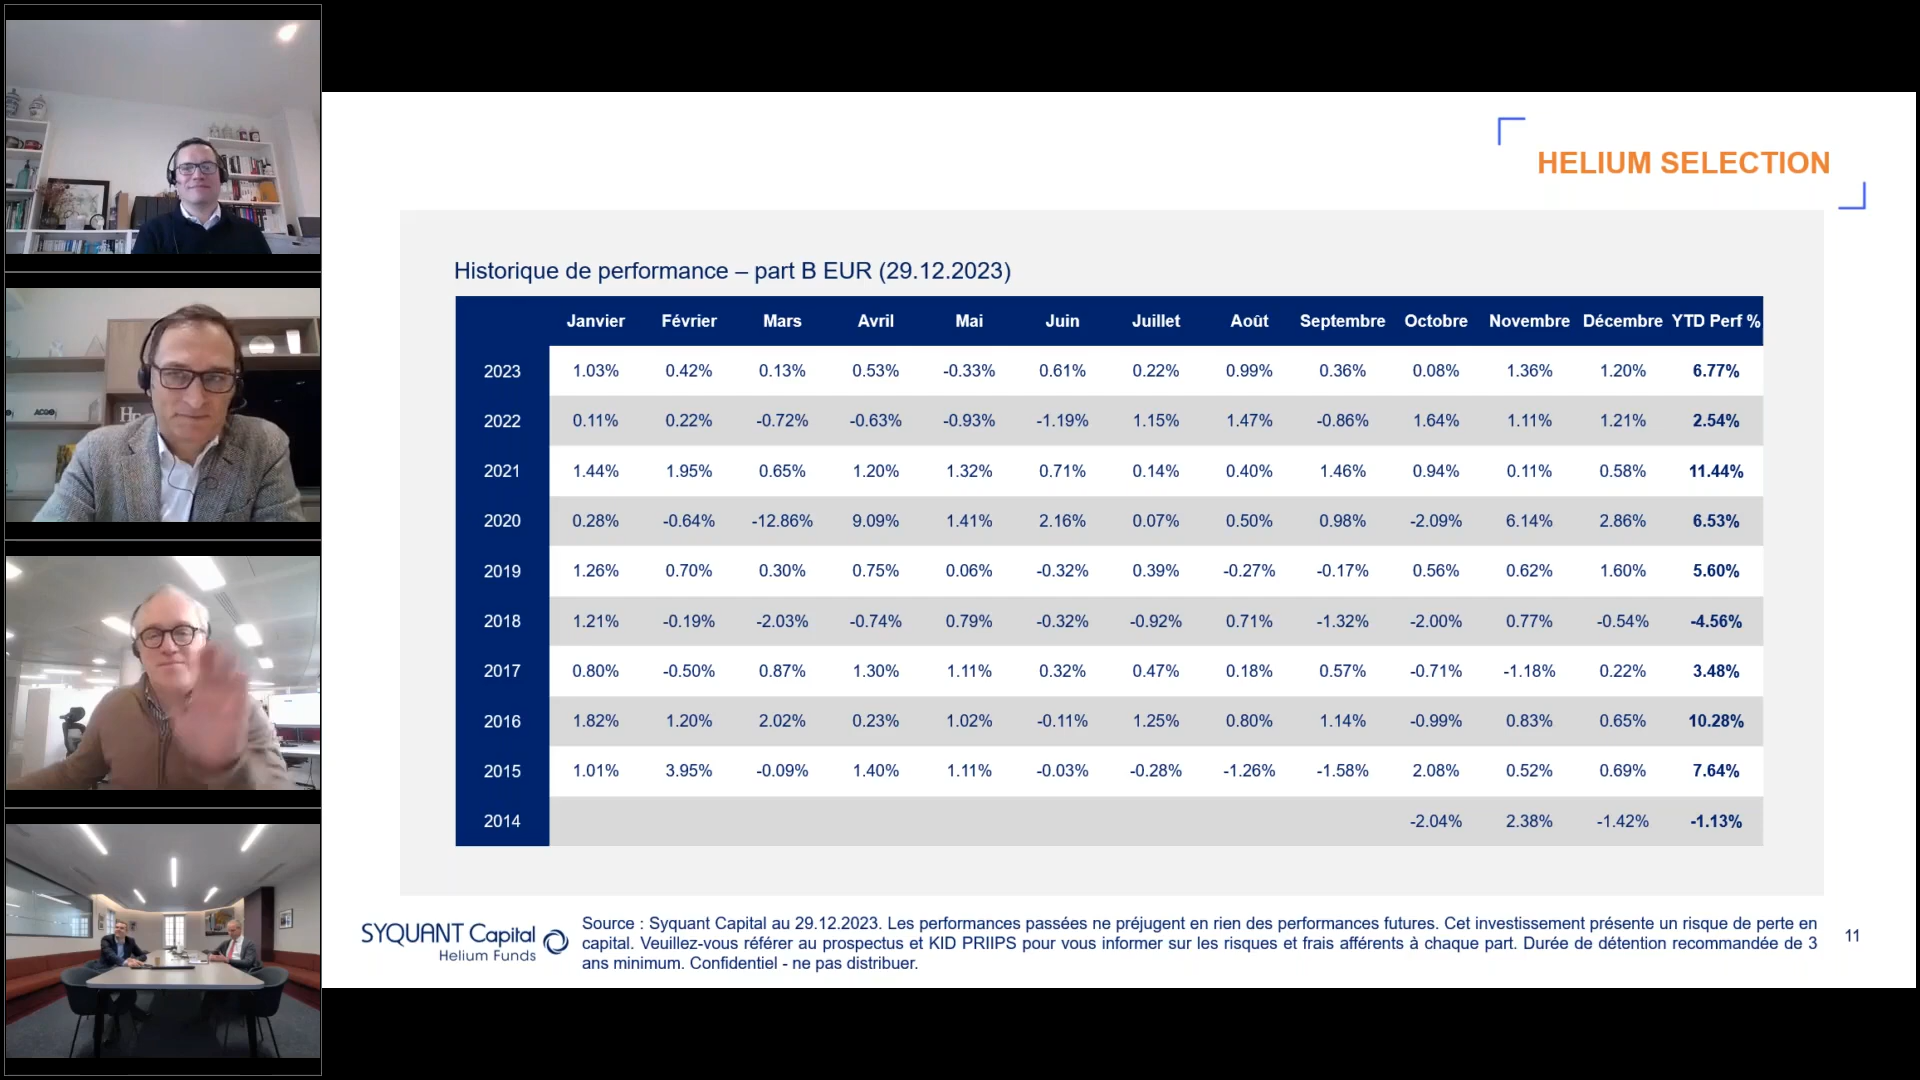 HELIUM SELECTION
Historique de performance – part B EUR (29.12.2023)
Janvier Février Mars Avril Mai Juin Juillet Août Septembre Octobre Novembre Décembre YTD Perf %
2023 1.03% 0.42% 0.13% 0.53% -0.33% 0.61% 0.22% 0.99% 0.36% 0.08% 1.36% 1.20% 6.77%
2022 0.11% 0.22% -0.72% -0.63% -0.93% -1.19% 1.15% 1.47% -0.86% 1.64% 1.11% 1.21% 2.54%
2021 1.44% 1.95% 0.65% 1.20% 1.32% 0.71% 0.14% 0.40% 1.46% 0.94% 0.11% 0.58% 11.44%
2020 0.28% -0.64% -12.86% 9.09% 1.41% 2.16% 0.07% 0.50% 0.98% -2.09% 6.14% 2.86% 6.53%
2019 1.26% 0.70% 0.30% 0.75% 0.06% -0.32% 0.39% -0.27% -0.17% 0.56% 0.62% 1.60% 5.60%
2018 1.21% -0.19% -2.03% -0.74% 0.79% -0.32% -0.92% 0.71% -1.32% -2.00% 0.77% -0.54% -4.56%
2017 0.80% -0.50% 0.87% 1.30% 1.11% 0.32% 0.47% 0.18% 0.57% -0.71% -1.18% 0.22% 3.48%
2016 1.82% 1.20% 2.02% 0.23% 1.02% -0.11% 1.25% 0.80% 1.14% -0.99% 0.83% 0.65% 10.28%
2015 1.01% 3.95% -0.09% 1.40% 1.11% -0.03% -0.28% -1.26% -1.58% 2.08% 0.52% 0.69% 7.64%
2014 -2.04% 2.38% -1.42% -1.13%
SYQUANT Capital
Helium Funds
Source : Syquant Capital au 29.12.2023. Les performances passées ne préjugent en rien des performances futures. Cet investissement présente un risque de perte en
capital. Veuillez-vous référer au prospectus et KID PRIIPS pour vous informer sur les risques et frais afférents à chaque part. Durée de détention recommandée de 3
ans minimum. Confidentiel - ne pas distribuer.
11